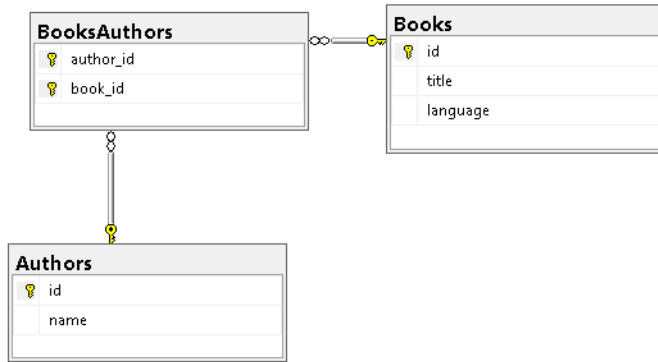 BooksAuthors
author_id
book_id
Books
id
title
language
Authors
id
name